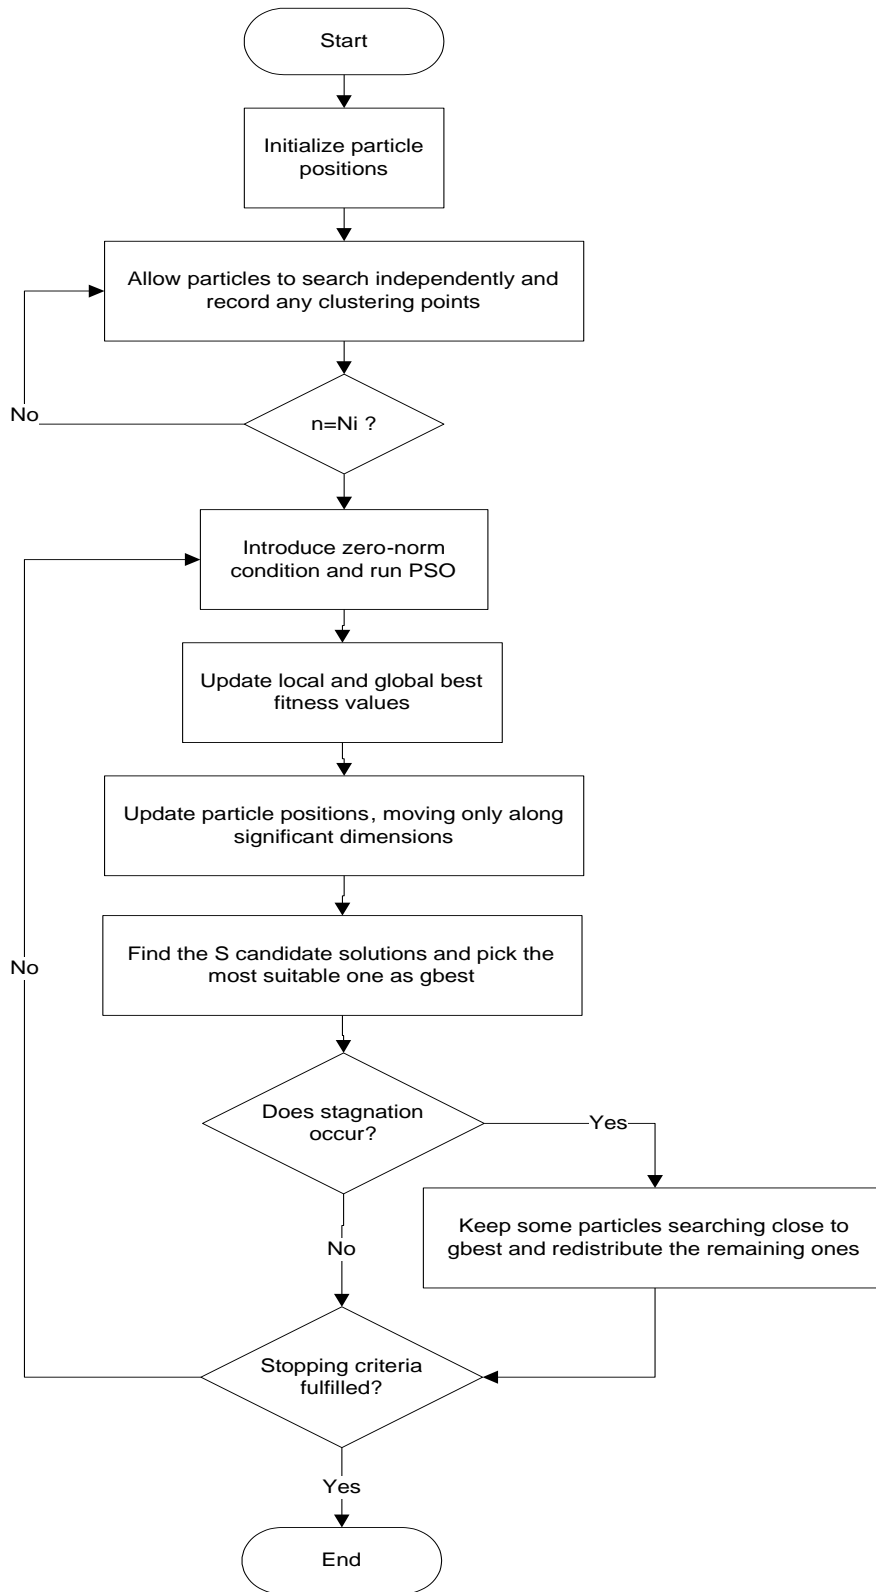 Start
Initialize particle
positions
Allow particles to search independently and
record any clustering points
No
n=Ni ?
Introduce zero-norm
condition and run PSO
Update local and global best
fitness values
Update particle positions, moving only along
significant dimensions
Find the S candidate solutions and pick the
most suitable one as gbest
No
Does stagnation
occur?
Yes
Keep some particles searching close to
gbest and redistribute the remaining ones
No
Stopping criteria
fulfilled?
Yes
End